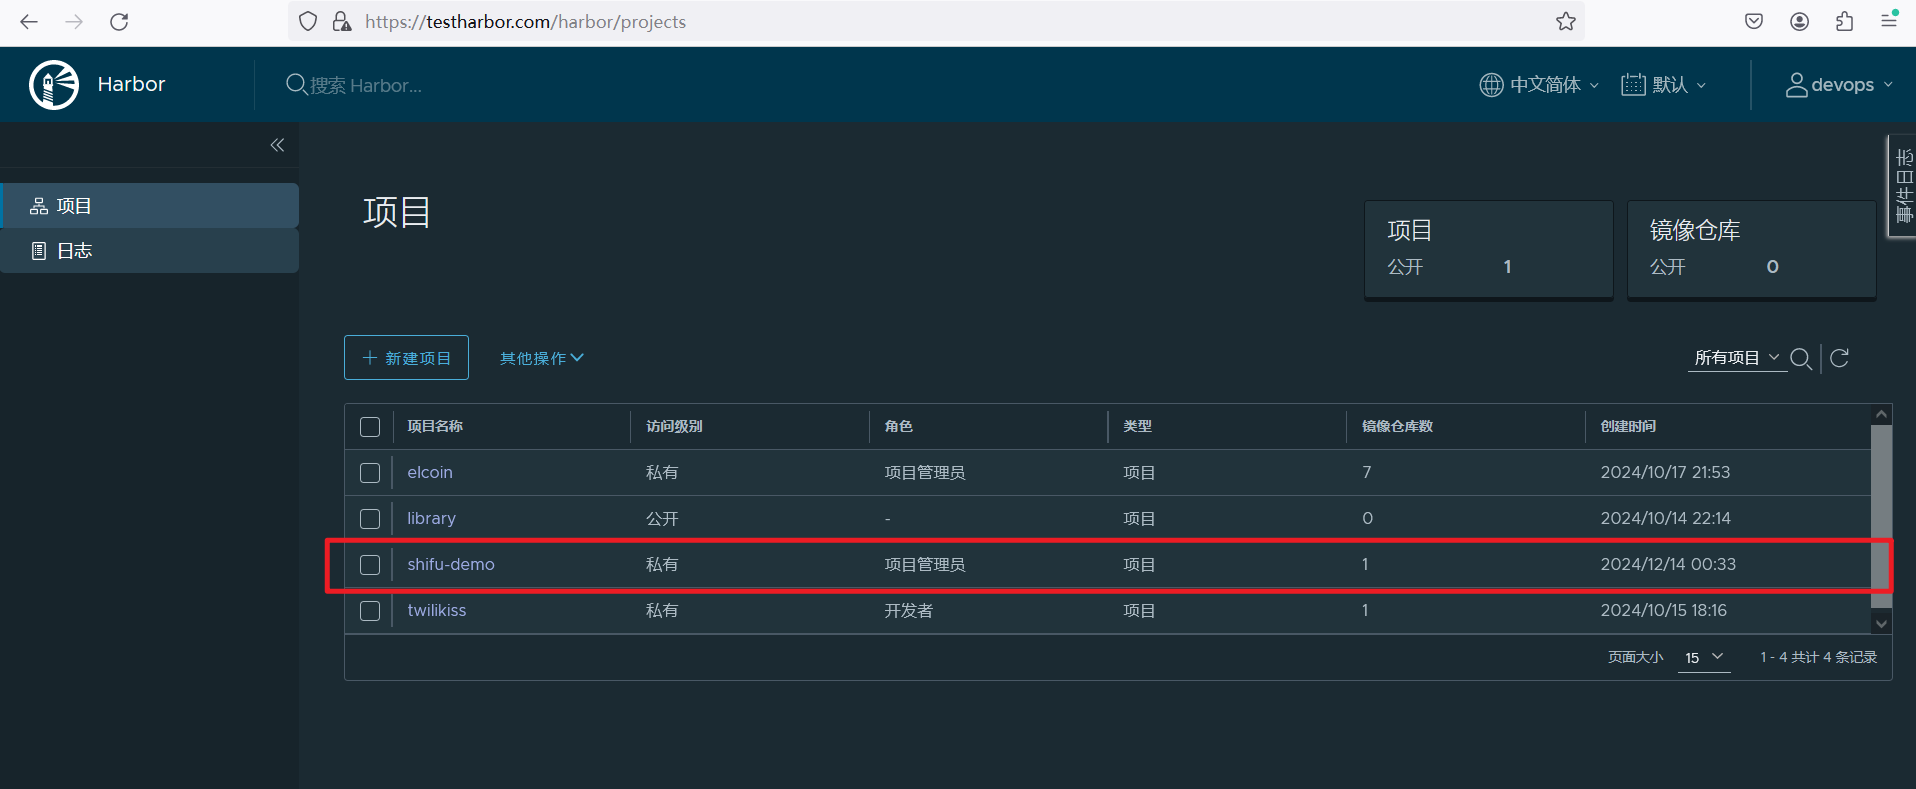 https://testharbor.com/harbor/projects
Harbor 搜索 Harbor... 中文简体 默认 devops
事件日志
项目
日志
项目
项目
公开 1
镜像仓库
公开 0
新建项目 其他操作 所有项目
项目名称 访问级别 角色 类型 镜像仓库数 创建时间
elcoin 私有 项目管理员 项目 7 2024/10/17 21:53
library 公开 - 项目 0 2024/10/14 22:14
shifu-demo 私有 项目管理员 项目 1 2024/12/14 00:33
twilikiss 私有 开发者 项目 1 2024/10/15 18:16
页面大小 15 1 - 4 共计 4 条记录